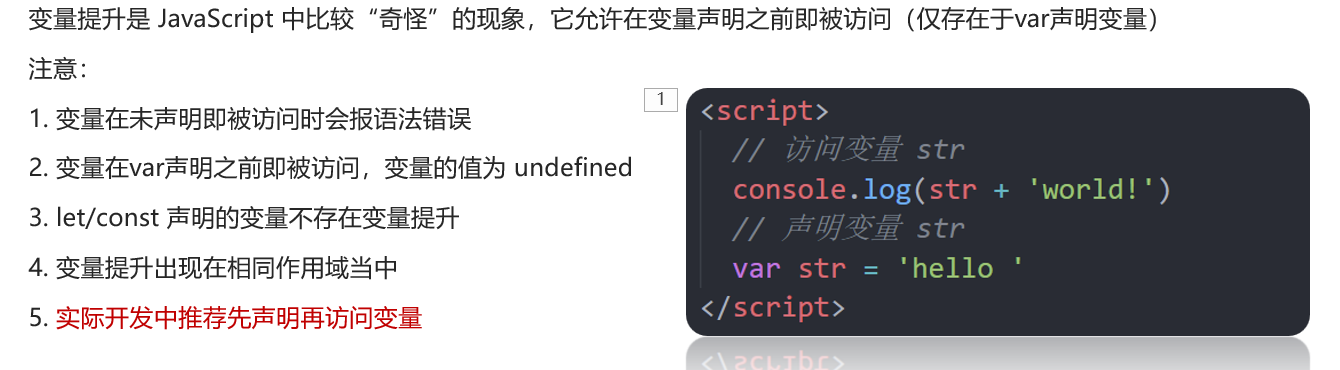 变量提升是 JavaScript 中比较“奇怪”的现象，它允许在变量声明之前即被访问（仅存在于var声明变量）
注意：
1. 变量在未声明即被访问时会报语法错误
2. 变量在var声明之前即被访问，变量的值为 undefined
3. let/const 声明的变量不存在变量提升
4. 变量提升出现在相同作用域当中
5. 实际开发中推荐先声明再访问变量
1
<script>
// 访问变量 str
console.log(str + 'world!')
// 声明变量 str
var str = 'hello '
</script>